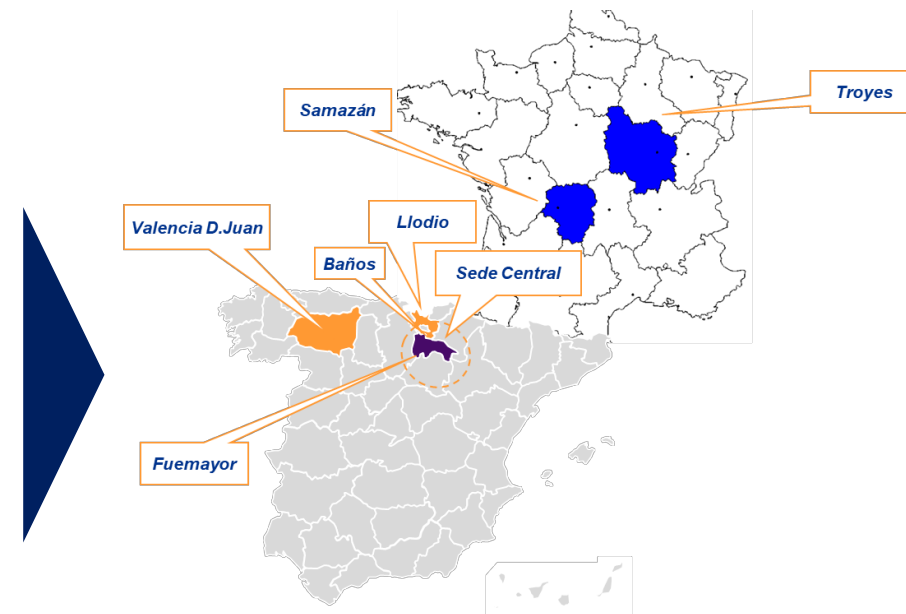 Troyes
Samazán
Valencia D.Juan
Llodio
Baños
Sede Central
Fuemayor